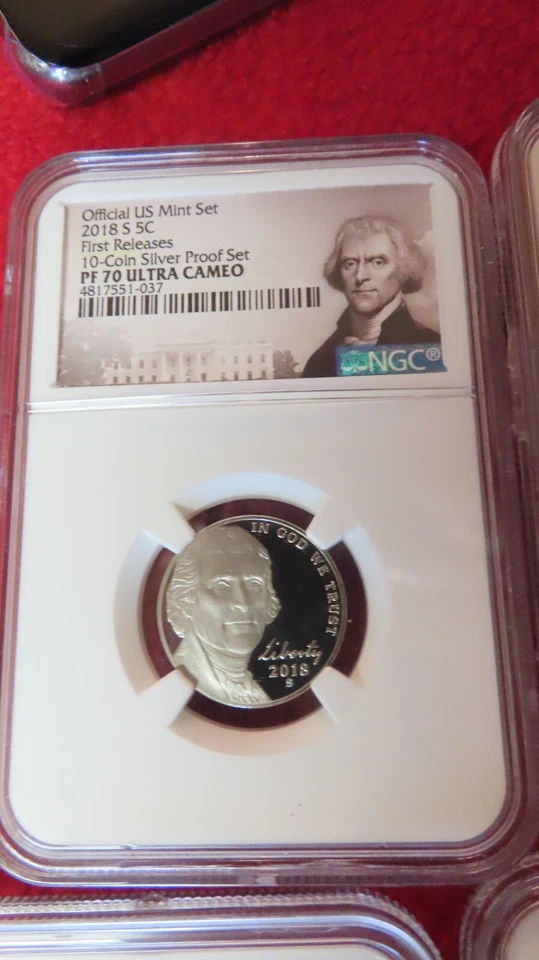 Official US Mint Set
2018 S 5C
First Releases
10-Coin Silver Proof Set
PF 70 ULTRA CAMEO
4817551-037
NGC®
IN GOD WE TRUST
Liberty
2018
S